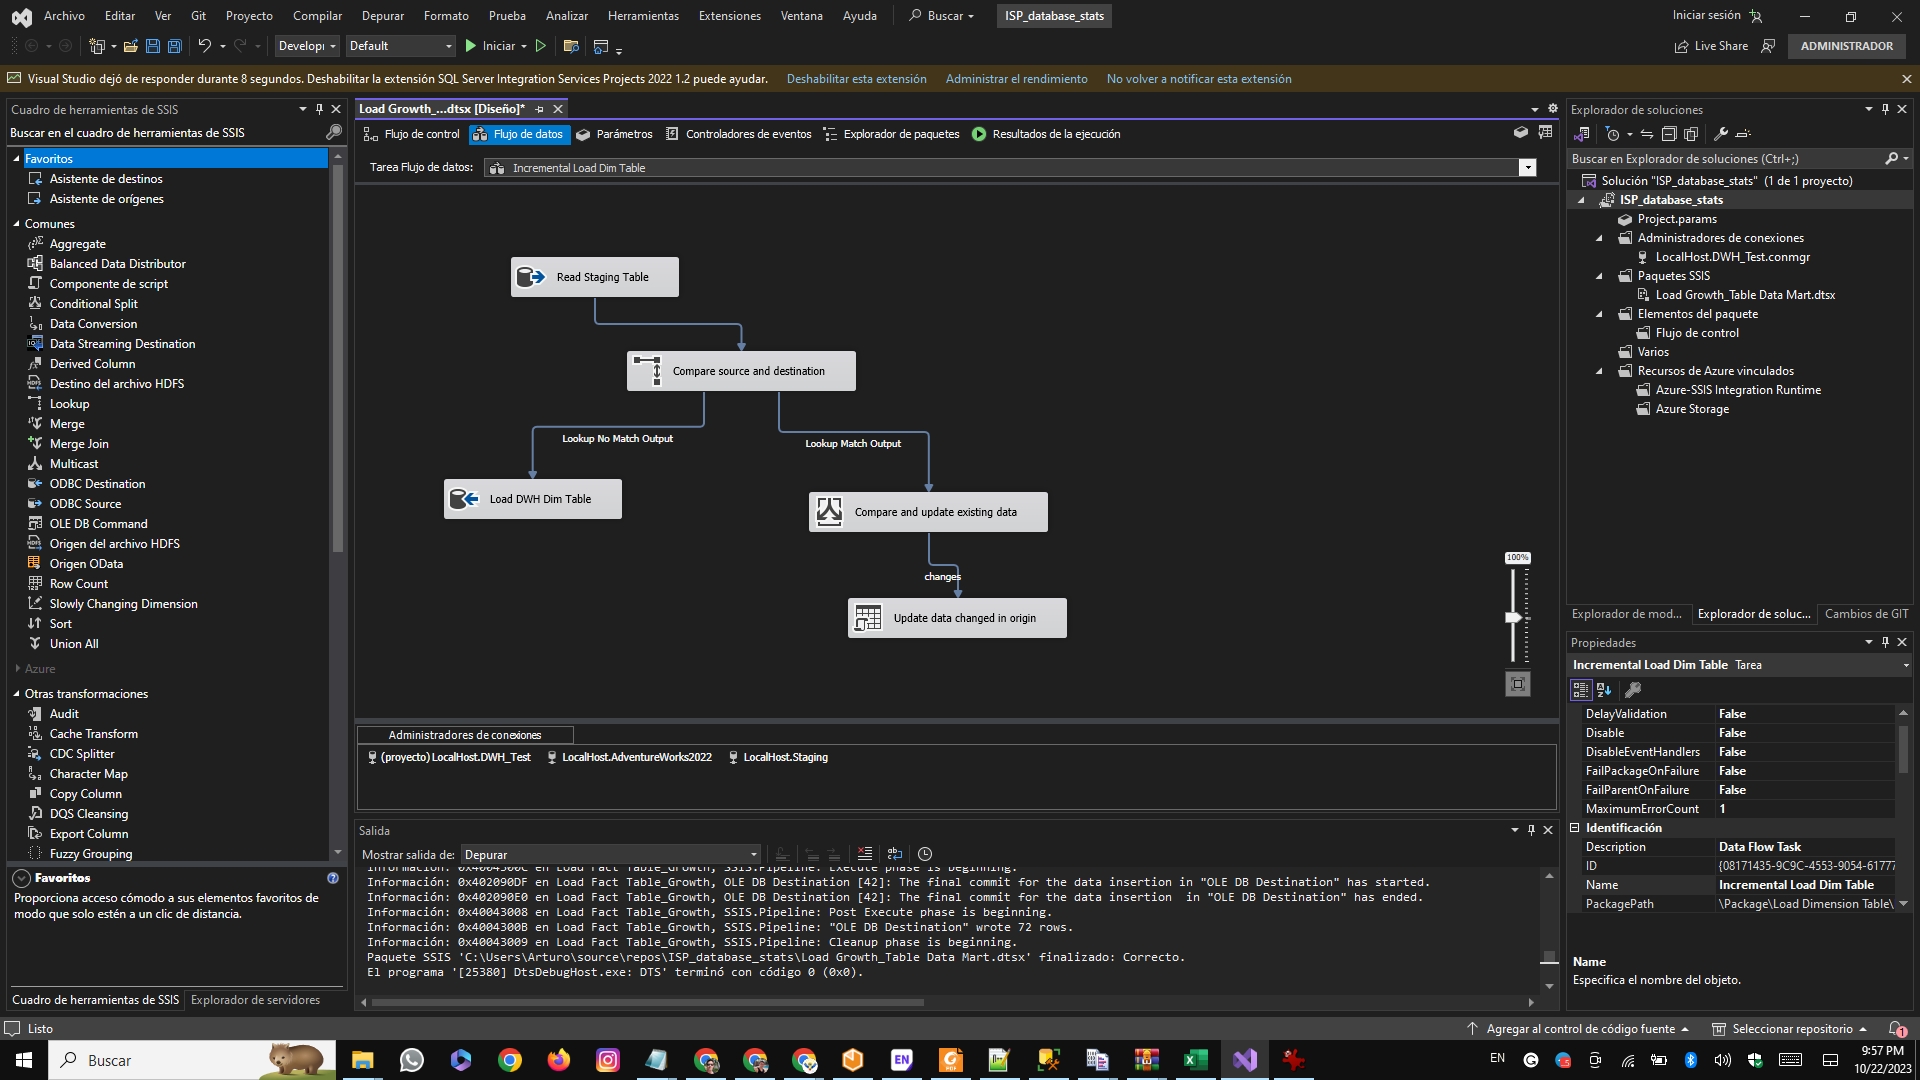 Archivo Editar Ver Git Proyecto Compilar Depurar Formato Prueba Analizar Herramientas Extensiones Ventana Ayuda Buscar ISP_database_stats Iniciar sesión
Develop Default Iniciar Live Share ADMINISTRADOR
Visual Studio dejó de responder durante 8 segundos. Deshabilitar la extensión SQL Server Integration Services Projects 2022 1.2 puede ayudar. Deshabilitar esta extensión Administrar el rendimiento No volver a notificar esta extensión
Cuadro de herramientas de SSIS
Buscar en el cuadro de herramientas de SSIS
Favoritos
Asistente de destinos
Asistente de orígenes
Comunes
Aggregate
Balanced Data Distributor
Componente de script
Conditional Split
Data Conversion
Data Streaming Destination
Derived Column
Destino del archivo HDFS
Lookup
Merge
Merge Join
Multicast
ODBC Destination
ODBC Source
OLE DB Command
Origen del archivo HDFS
Origen OData
Row Count
Slowly Changing Dimension
Sort
Union All
Azure
Otras transformaciones
Audit
Cache Transform
CDC Splitter
Character Map
Copy Column
DQS Cleansing
Export Column
Fuzzy Grouping
Favoritos
Proporciona acceso cómodo a sus elementos favoritos de
modo que solo estén a un clic de distancia.
Cuadro de herramientas de SSIS Explorador de servidores
Load Growth_...dtsx [Diseño]*
Flujo de control Flujo de datos Parámetros Controladores de eventos Explorador de paquetes Resultados de la ejecución
Tarea Flujo de datos: Incremental Load Dim Table
Read Staging Table
Compare source and destination
Lookup No Match Output
Lookup Match Output
Load DWH Dim Table
Compare and update existing data
changes
Update data changed in origin
100%
Administradores de conexiones
(proyecto) LocalHost.DWH_Test LocalHost.AdventureWorks2022 LocalHost.Staging
Salida
Mostrar salida de: Depurar
Información: 0x4004300C en Load Fact Table_Growth, SSIS.Pipeline: Execute phase is beginning.
Información: 0x402090DF en Load Fact Table_Growth, OLE DB Destination [42]: The final commit for the data insertion in "OLE DB Destination" has started.
Información: 0x402090E0 en Load Fact Table_Growth, OLE DB Destination [42]: The final commit for the data insertion  in "OLE DB Destination" has ended.
Información: 0x40043008 en Load Fact Table_Growth, SSIS.Pipeline: Post Execute phase is beginning.
Información: 0x4004300B en Load Fact Table_Growth, SSIS.Pipeline: "OLE DB Destination" wrote 72 rows.
Información: 0x40043009 en Load Fact Table_Growth, SSIS.Pipeline: Cleanup phase is beginning.
Paquete SSIS 'C:\Users\Arturo\source\repos\ISP_database_stats\Load Growth_Table Data Mart.dtsx' finalizado: Correcto.
El programa '[25380] DtsDebugHost.exe: DTS' terminó con código 0 (0x0).
Explorador de soluciones
Buscar en Explorador de soluciones (Ctrl+;)
Solución "ISP_database_stats" (1 de 1 proyecto)
ISP_database_stats
Project.params
Administradores de conexiones
LocalHost.DWH_Test.conmgr
Paquetes SSIS
Load Growth_Table Data Mart.dtsx
Elementos del paquete
Flujo de control
Varios
Recursos de Azure vinculados
Azure-SSIS Integration Runtime
Azure Storage
Explorador de mod... Explorador de soluc... Cambios de GIT
Propiedades
Incremental Load Dim Table Tarea
DelayValidation False
Disable False
DisableEventHandlers False
FailPackageOnFailure False
FailParentOnFailure False
MaximumErrorCount 1
Identificación
Description Data Flow Task
ID {08171435-9C9C-4553-9054-61777
Name Incremental Load Dim Table
PackagePath \Package\Load Dimension Table\
Name
Especifica el nombre del objeto.
Listo Agregar al control de código fuente Seleccionar repositorio 1
Buscar EN EN 9:57 PM
10/22/2023